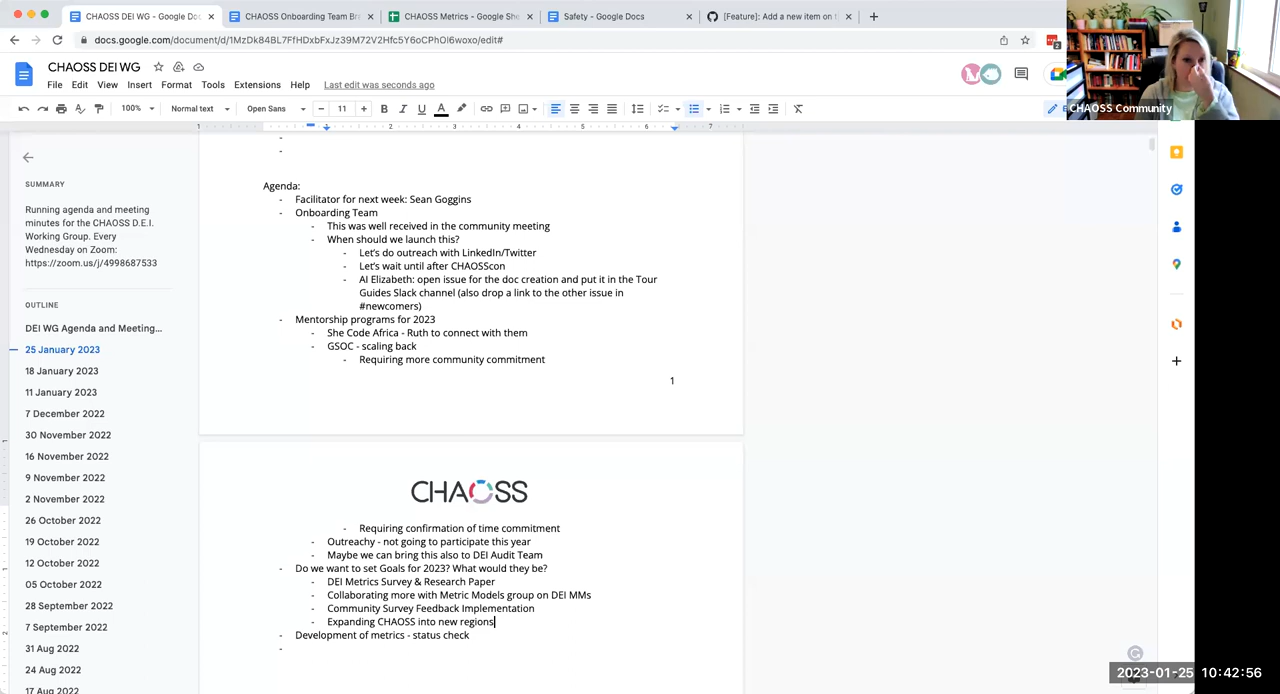 CHAOSS DEI WG - Google Doc
CHAOSS Onboarding Team Br
CHAOSS Metrics - Google She
Safety - Google Docs
[Feature]: Add a new item on t
docs.google.com/document/d/1MzDk84BL7FfHDxbFxJz39M72V2Hfc5Y6oCPhOl6woxo/edit#
2
CHAOSS DEI WG
File Edit View Insert Format Tools Extensions Help Last edit was seconds ago
100% Normal text Open Sans 11 B I U A
CHAOSS Community
1 1 2 3 4 5 6 7
SUMMARY
Running agenda and meeting
minutes for the CHAOSS D.E.I.
Working Group. Every
Wednesday on Zoom:
https://zoom.us/j/4998687533
OUTLINE
DEI WG Agenda and Meeting...
25 January 2023
18 January 2023
11 January 2023
7 December 2022
30 November 2022
16 November 2022
9 November 2022
2 November 2022
26 October 2022
19 October 2022
12 October 2022
05 October 2022
28 September 2022
7 September 2022
31 Aug 2022
24 Aug 2022
17 Aug 2022
-
-
Agenda:
- Facilitator for next week: Sean Goggins
- Onboarding Team
- This was well received in the community meeting
- When should we launch this?
- Let's do outreach with LinkedIn/Twitter
- Let's wait until after CHAOSScon
- AI Elizabeth: open issue for the doc creation and put it in the Tour
Guides Slack channel (also drop a link to the other issue in
#newcomers)
- Mentorship programs for 2023
- She Code Africa - Ruth to connect with them
- GSOC - scaling back
- Requiring more community commitment
1
CHAOSS
- Requiring confirmation of time commitment
- Outreachy - not going to participate this year
- Maybe we can bring this also to DEI Audit Team
- Do we want to set Goals for 2023? What would they be?
- DEI Metrics Survey & Research Paper
- Collaborating more with Metric Models group on DEI MMs
- Community Survey Feedback Implementation
- Expanding CHAOSS into new regions
- Development of metrics - status check
-
2023-01-25 10:42:56